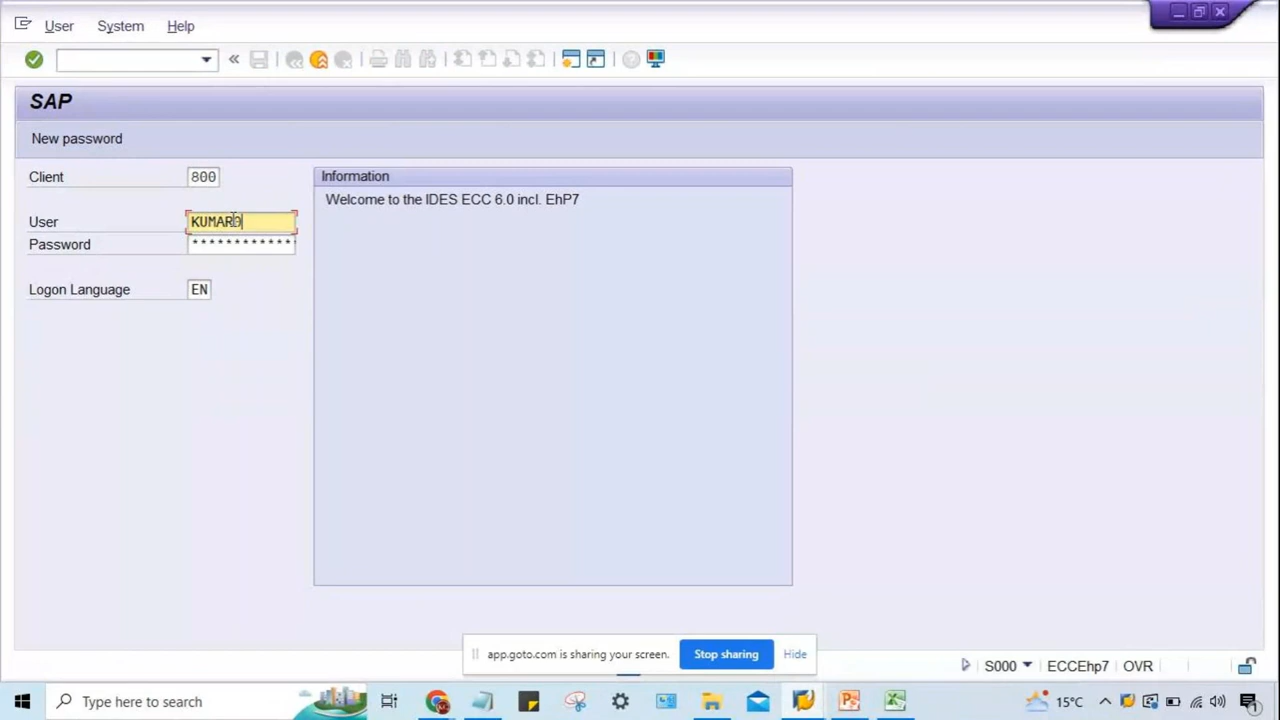 User System Help
SAP
New password
Client 800
Information
Welcome to the IDES ECC 6.0 incl. EhP7
User KUMAR0
Password ************
Logon Language EN
app.goto.com is sharing your screen. Stop sharing Hide
S000 ECCEhp7 OVR
Type here to search
15°C
1